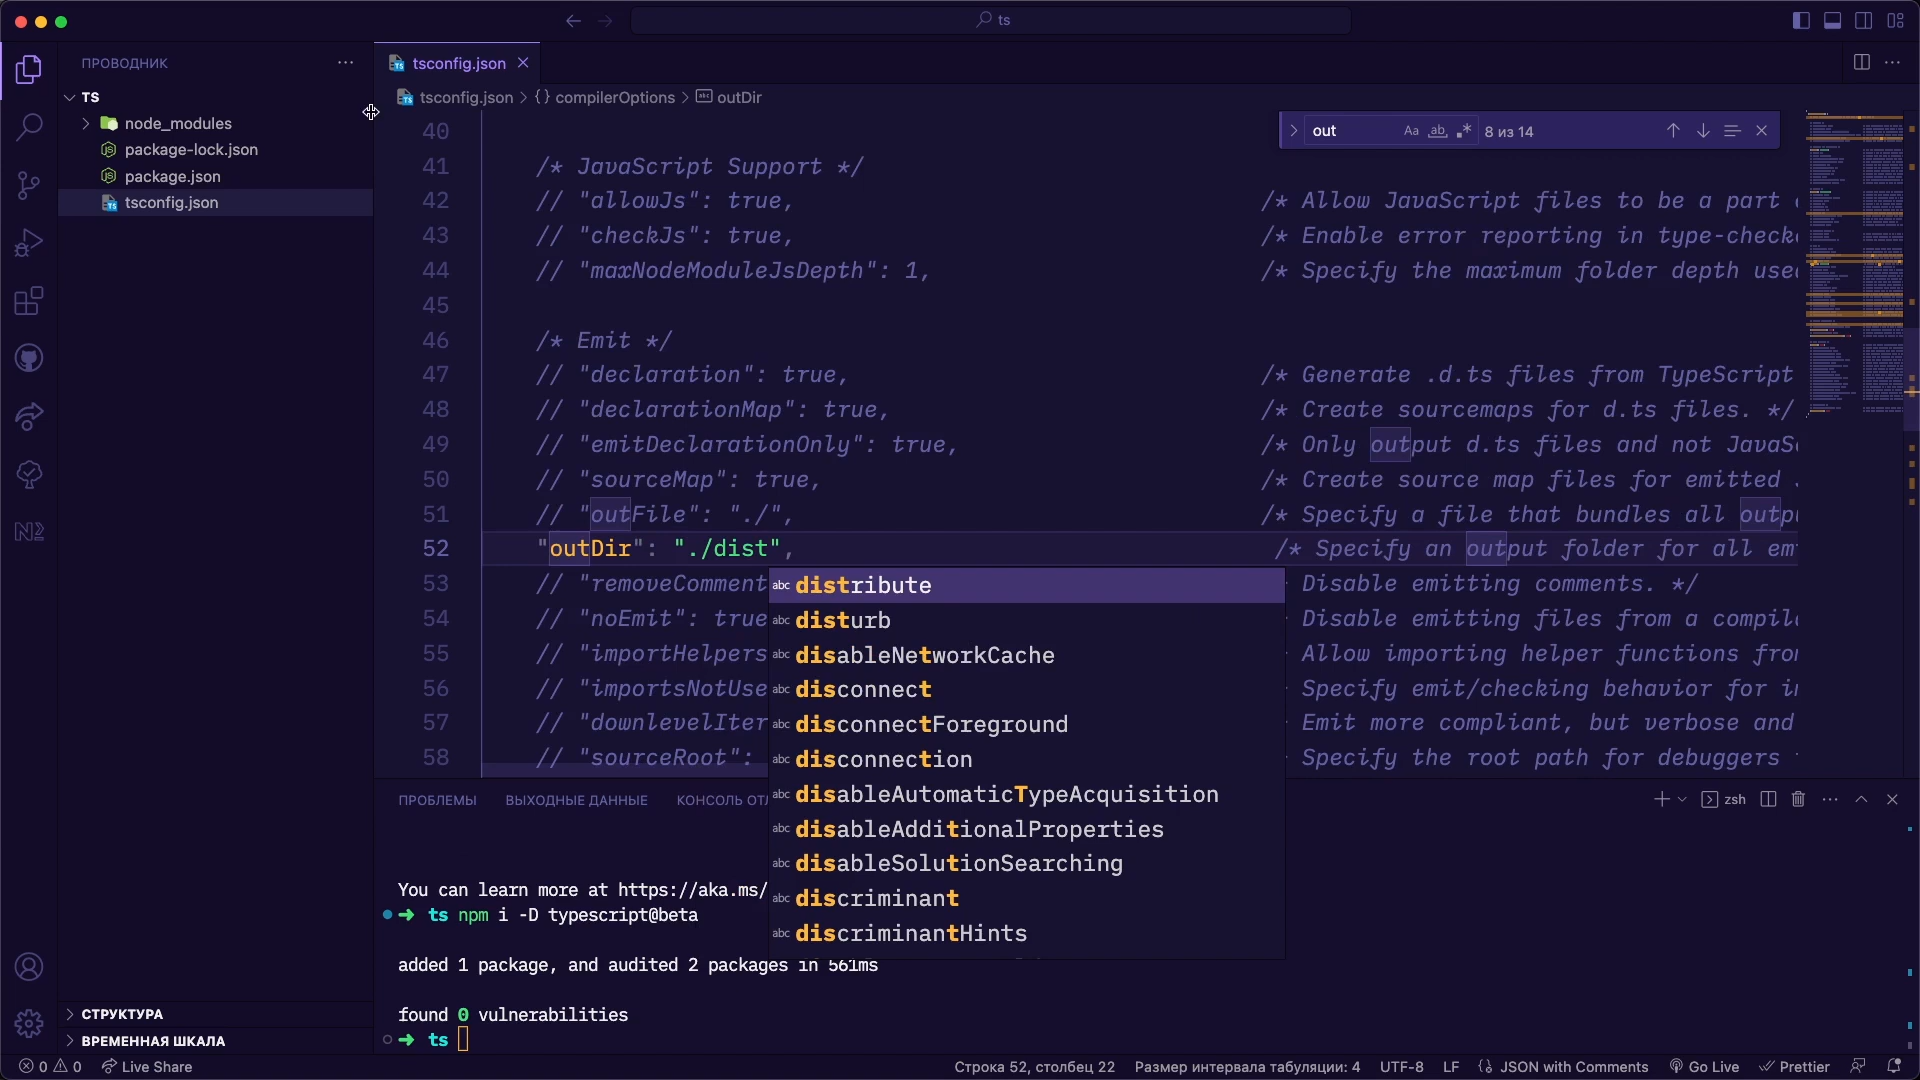 ts
ПРОВОДНИК
TS
node_modules
package-lock.json
package.json
tsconfig.json
СТРУКТУРА
ВРЕМЕННАЯ ШКАЛА
tsconfig.json
tsconfig.json > {} compilerOptions > outDir
out Aa ab .* 8 из 14
40
41 /* JavaScript Support */
42 // "allowJs": true, /* Allow JavaScript files to be a part
43 // "checkJs": true, /* Enable error reporting in type-check
44 // "maxNodeModuleJsDepth": 1, /* Specify the maximum folder depth used
45
46 /* Emit */
47 // "declaration": true, /* Generate .d.ts files from TypeScript
48 // "declarationMap": true, /* Create sourcemaps for d.ts files. */
49 // "emitDeclarationOnly": true, /* Only output d.ts files and not JavaSc
50 // "sourceMap": true, /* Create source map files for emitted
51 // "outFile": "./", /* Specify a file that bundles all outp
52 "outDir": "./dist", /* Specify an output folder for all em
53 // "removeComment Disable emitting comments. */
54 // "noEmit": true Disable emitting files from a compil
55 // "importHelpers Allow importing helper functions fro
56 // "importsNotUse Specify emit/checking behavior for i
57 // "downlevelIter Emit more compliant, but verbose and
58 // "sourceRoot": Specify the root path for debuggers
abc distribute
abc disturb
abc disableNetworkCache
abc disconnect
abc disconnectForeground
abc disconnection
abc disableAutomaticTypeAcquisition
abc disableAdditionalProperties
abc disableSolutionSearching
abc discriminant
abc discriminantHints
ПРОБЛЕМЫ ВЫХОДНЫЕ ДАННЫЕ КОНСОЛЬ ОТЛ zsh
You can learn more at https://aka.ms/
➜ ts npm i -D typescript@beta
added 1 package, and audited 2 packages in 561ms
found 0 vulnerabilities
➜ ts
0 0 Live Share Строка 52, столбец 22 Размер интервала табуляции: 4 UTF-8 LF {} JSON with Comments Go Live Prettier